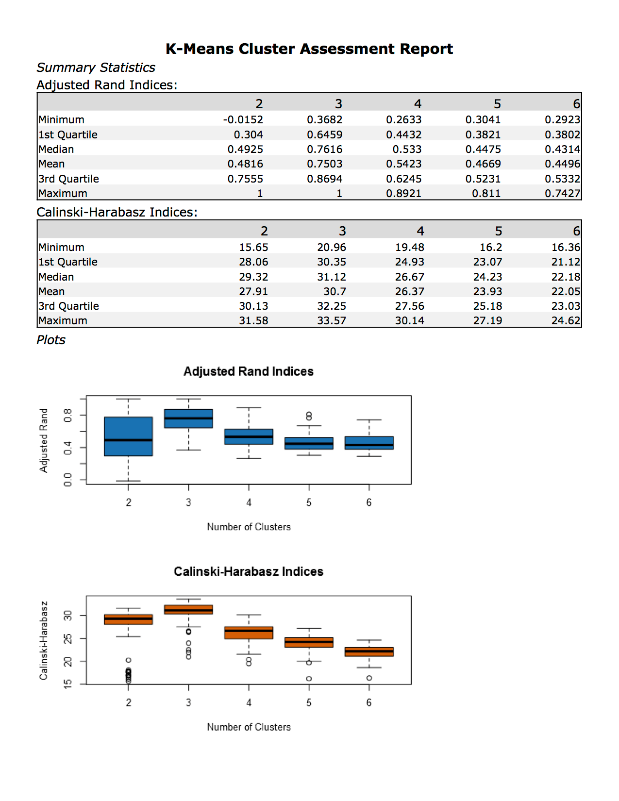 K-Means Cluster Assessment Report
Summary Statistics
Adjusted Rand Indices:
2 3 4 5 6
Minimum -0.0152 0.3682 0.2633 0.3041 0.2923
1st Quartile 0.304 0.6459 0.4432 0.3821 0.3802
Median 0.4925 0.7616 0.533 0.4475 0.4314
Mean 0.4816 0.7503 0.5423 0.4669 0.4496
3rd Quartile 0.7555 0.8694 0.6245 0.5231 0.5332
Maximum 1 1 0.8921 0.811 0.7427
Calinski-Harabasz Indices:
2 3 4 5 6
Minimum 15.65 20.96 19.48 16.2 16.36
1st Quartile 28.06 30.35 24.93 23.07 21.12
Median 29.32 31.12 26.67 24.23 22.18
Mean 27.91 30.7 26.37 23.93 22.05
3rd Quartile 30.13 32.25 27.56 25.18 23.03
Maximum 31.58 33.57 30.14 27.19 24.62
Plots
Adjusted Rand Indices
Adjusted Rand
0.8
0.4
0.0
2 3 4 5 6
Number of Clusters
Calinski-Harabasz Indices
Calinski-Harabasz
30
25
20
15
2 3 4 5 6
Number of Clusters